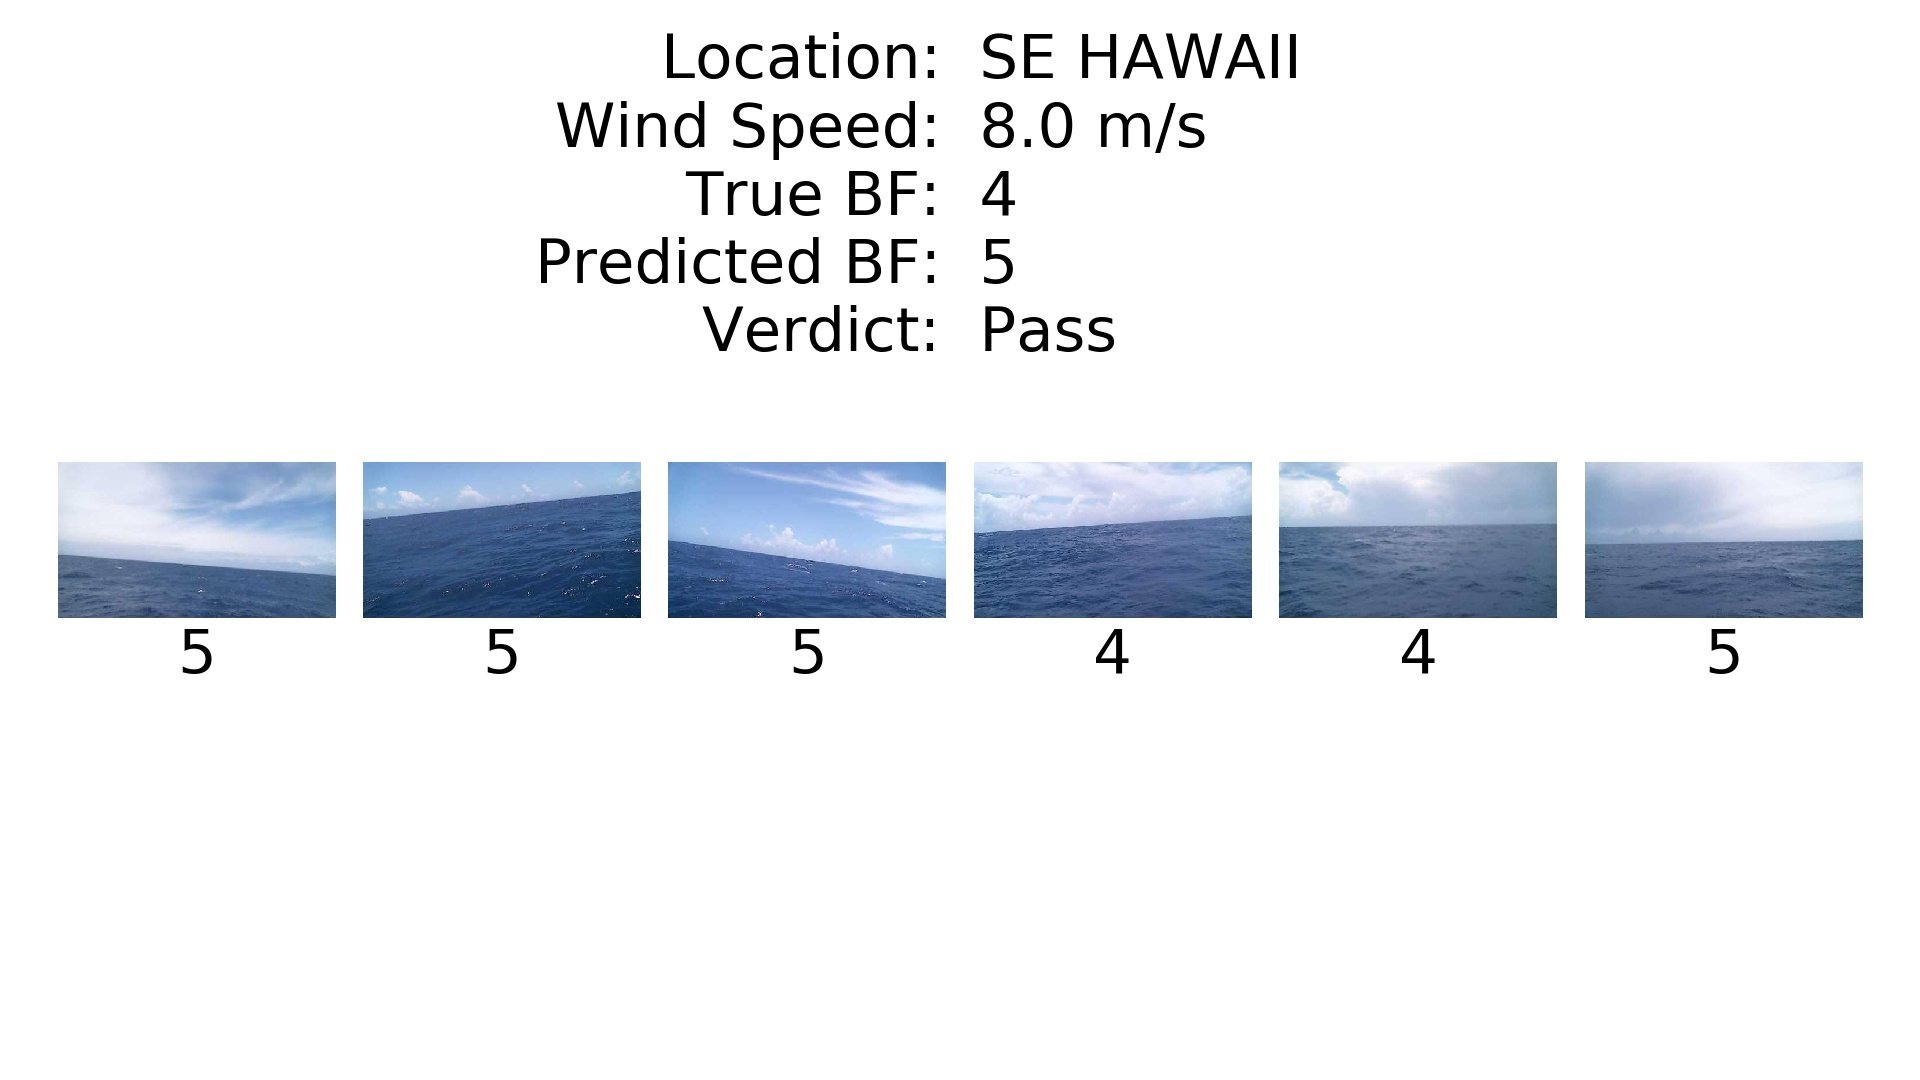 Location: SE HAWAII
Wind Speed: 8.0 m/s
True BF: 4
Predicted BF: 5
Verdict: Pass
5 5 5 4 4 5